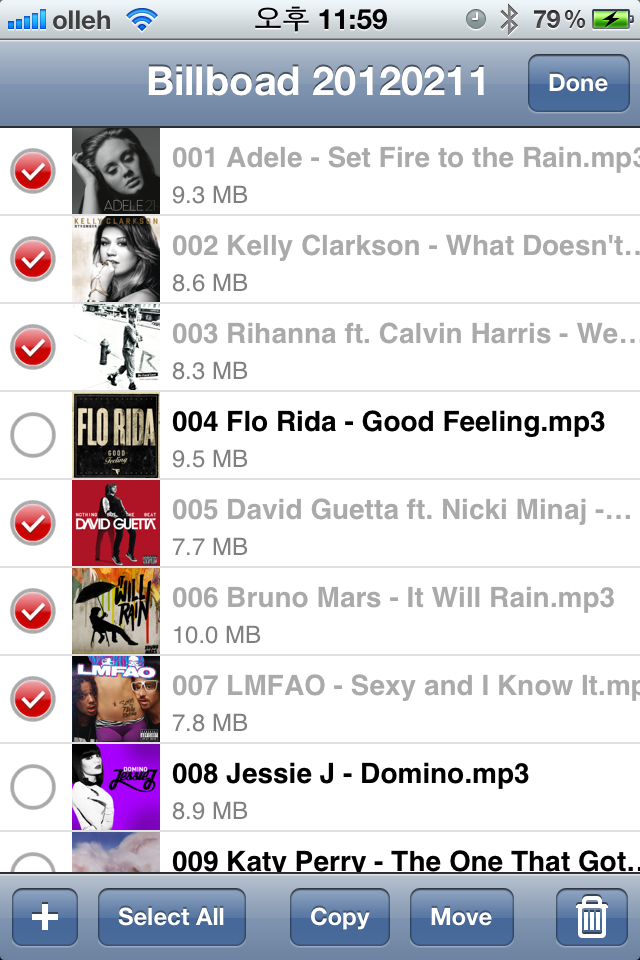 olleh 오후 11:59 79%
Billboad 20120211 Done
ADELE 21
001 Adele - Set Fire to the Rain.mp3
9.3 MB
KELLY CLARKSON
STRONGER
002 Kelly Clarkson - What Doesn't...
8.6 MB
003 Rihanna ft. Calvin Harris - We...
8.3 MB
FLO RIDA
GOOD
Feeling
004 Flo Rida - Good Feeling.mp3
9.5 MB
NOTHING BUT THE BEAT
DAVID GUETTA
005 David Guetta ft. Nicki Minaj -...
7.7 MB
IT WILL
RAIN
BRUNO MARS
006 Bruno Mars - It Will Rain.mp3
10.0 MB
LMFAO
007 LMFAO - Sexy and I Know It.mp
7.8 MB
DOMINO
Jessie J
008 Jessie J - Domino.mp3
8.9 MB
009 Katy Perry - The One That Got...
+ Select All Copy Move